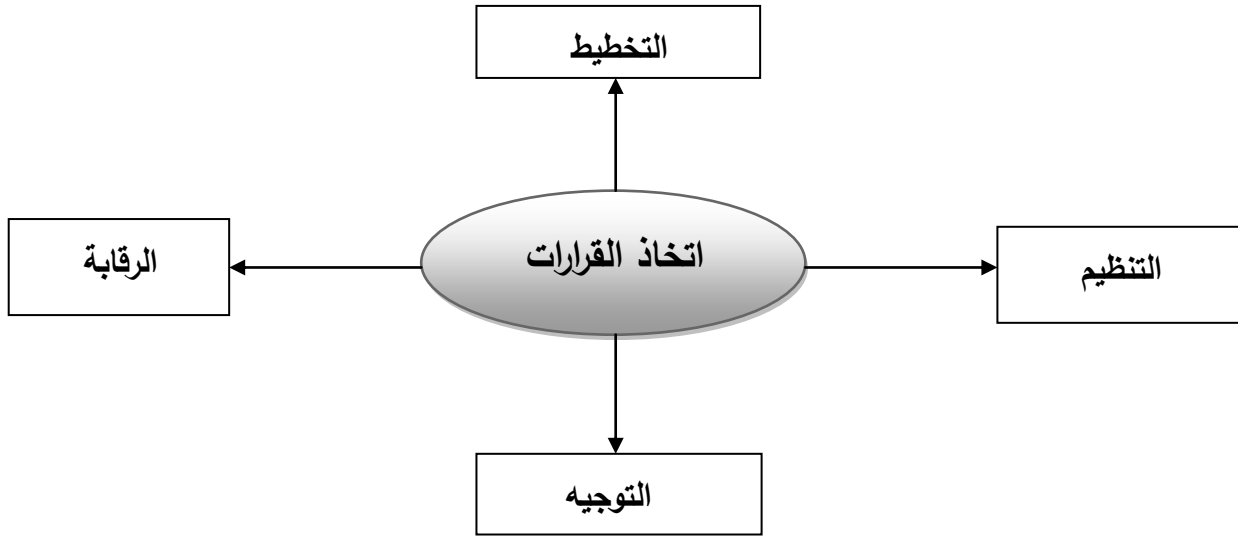 التخطيط
اتخاذ القرارات
التنظيم
الرقابة
التوجيه